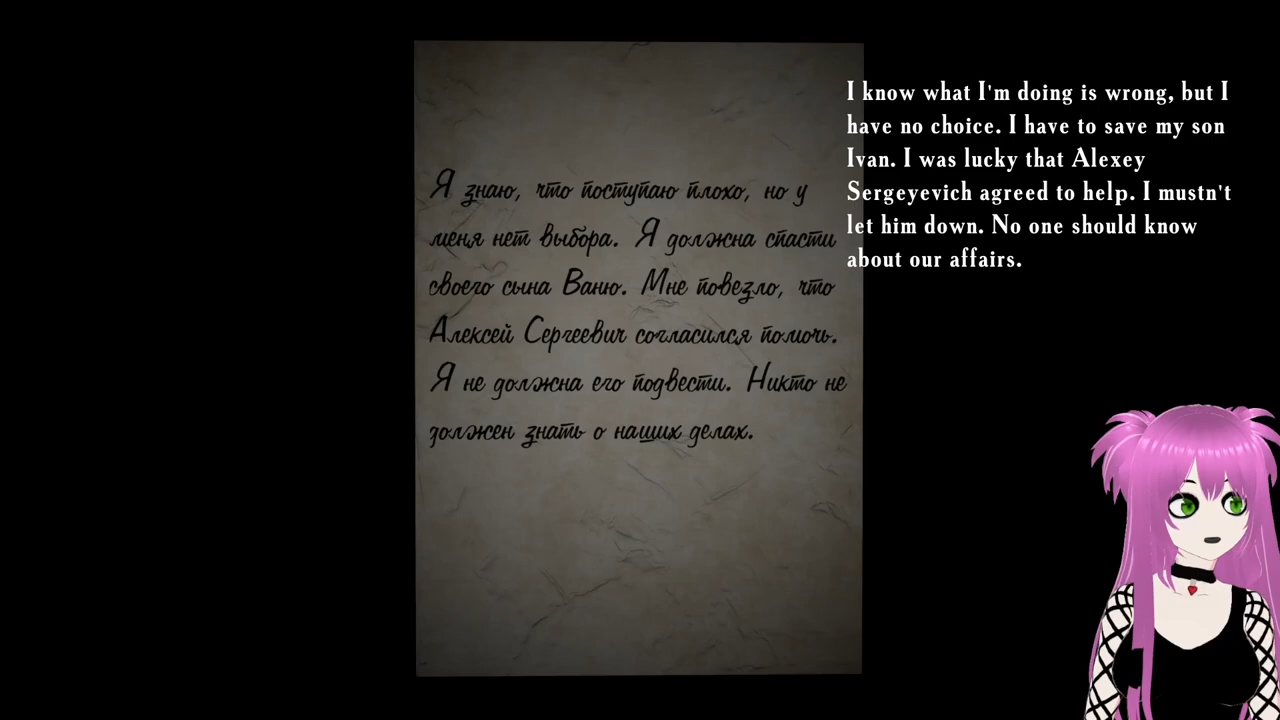 Я знаю, что поступаю плохо, но у
меня нет выбора. Я должна спасти
своего сына Ваню. Мне повезло, что
Алексей Сергеевич согласился помочь.
Я не должна его подвести. Никто не
должен знать о наших делах.
I know what I'm doing is wrong, but I
have no choice. I have to save my son
Ivan. I was lucky that Alexey
Sergeyevich agreed to help. I mustn't
let him down. No one should know
about our affairs.